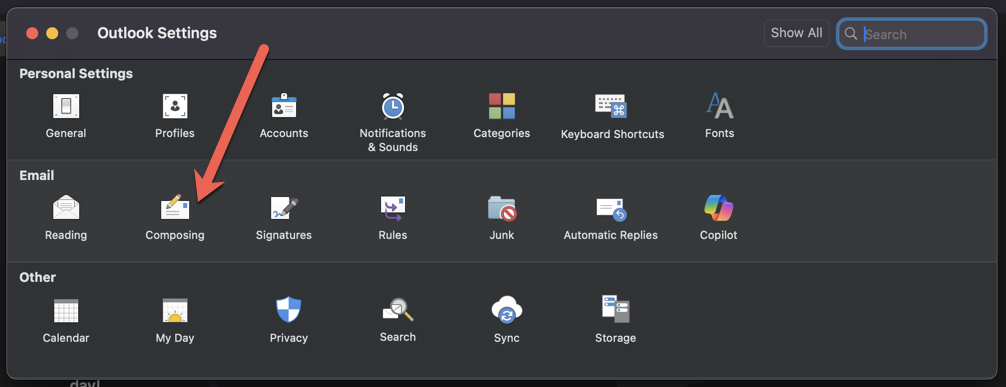 Outlook Settings
Show All
Search
Personal Settings
General
Profiles
Accounts
Notifications
& Sounds
Categories
Keyboard Shortcuts
Fonts
Email
Reading
Composing
Signatures
Rules
Junk
Automatic Replies
Copilot
Other
Calendar
My Day
Privacy
Search
Sync
Storage
day!